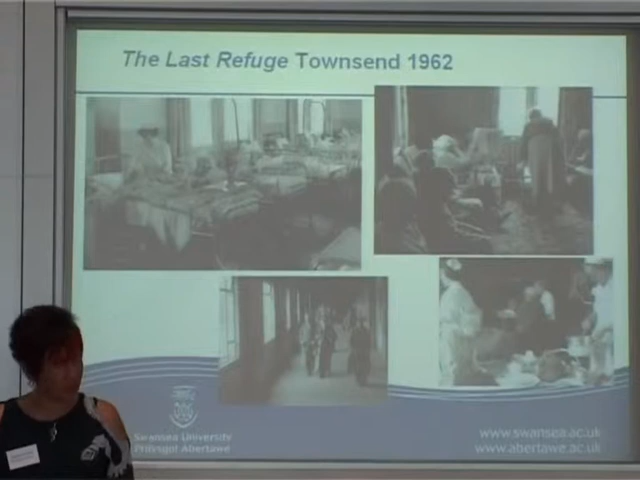 The Last Refuge Townsend 1962
Swansea University
Prifysgol Abertawe
www.swansea.ac.uk
www.abertawe.ac.uk